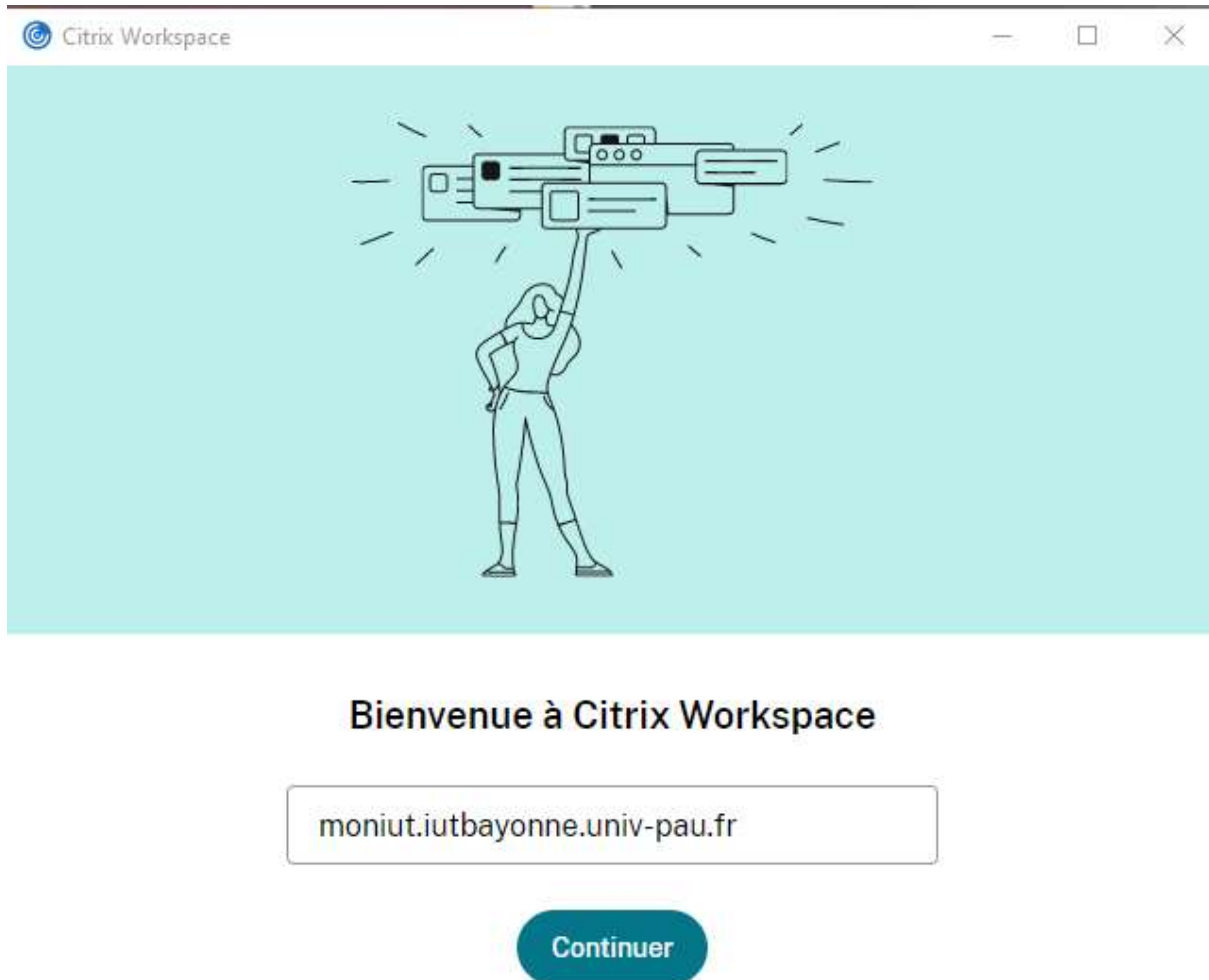 Citrix Workspace
Bienvenue à Citrix Workspace
moniut.iutbayonne.univ-pau.fr
Continuer